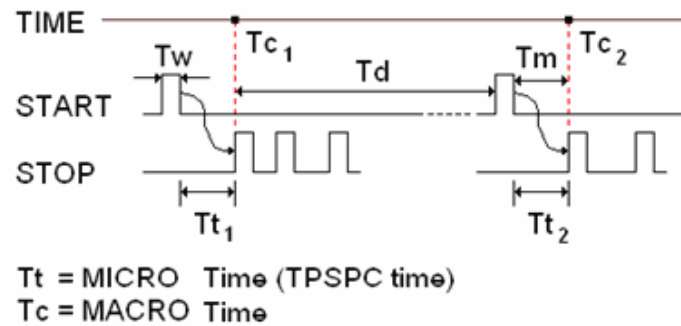 TIME
Tc1
Tc2
Tw
Td
Tm
START
STOP
Tt1
Tt2
Tt = MICRO Time (TPSPC time)
Tc = MACRO Time